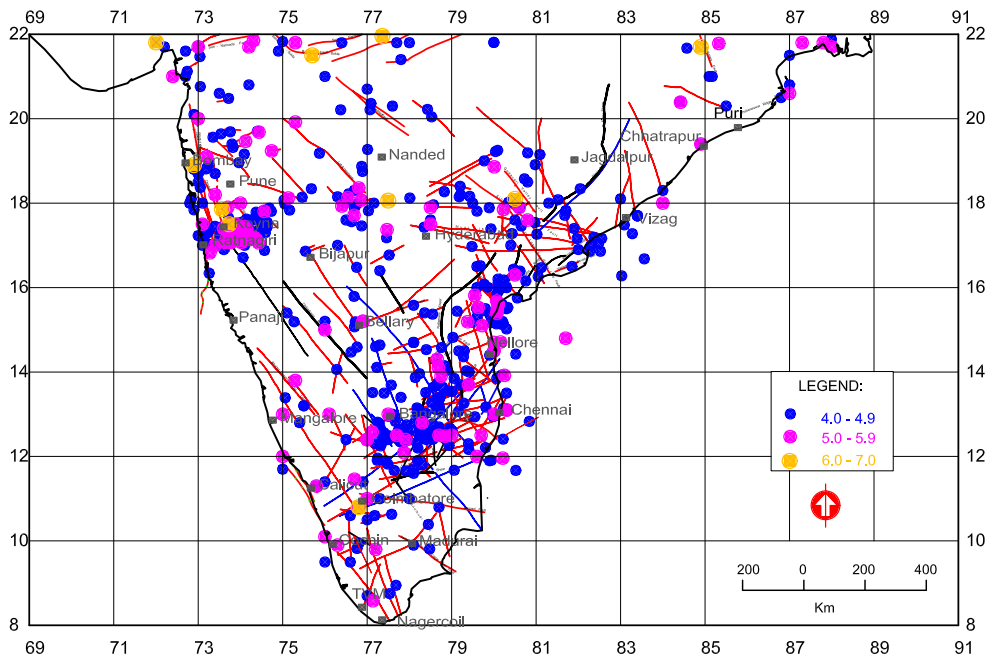 69 71 73 75 77 79 81 83 85 87 89 91
22 22
20 20
18 18
16 16
14 14
12 12
10 10
8 8
Puri
Chhatrapur
Nanded
Jagdalpur
Bombay
Pune
Vizag
Koyna
Hyderabad
Ratnagiri
Bijapur
Panaji
Bellary
Nellore
LEGEND:
4.0 - 4.9
5.0 - 5.9
6.0 - 7.0
Mangalore
Bangalore
Chennai
Calicut
Coimbatore
Cochin
Madurai
TVM
Nagercoil
200 0 200 400
Km
69 71 73 75 77 79 81 83 85 87 89 91